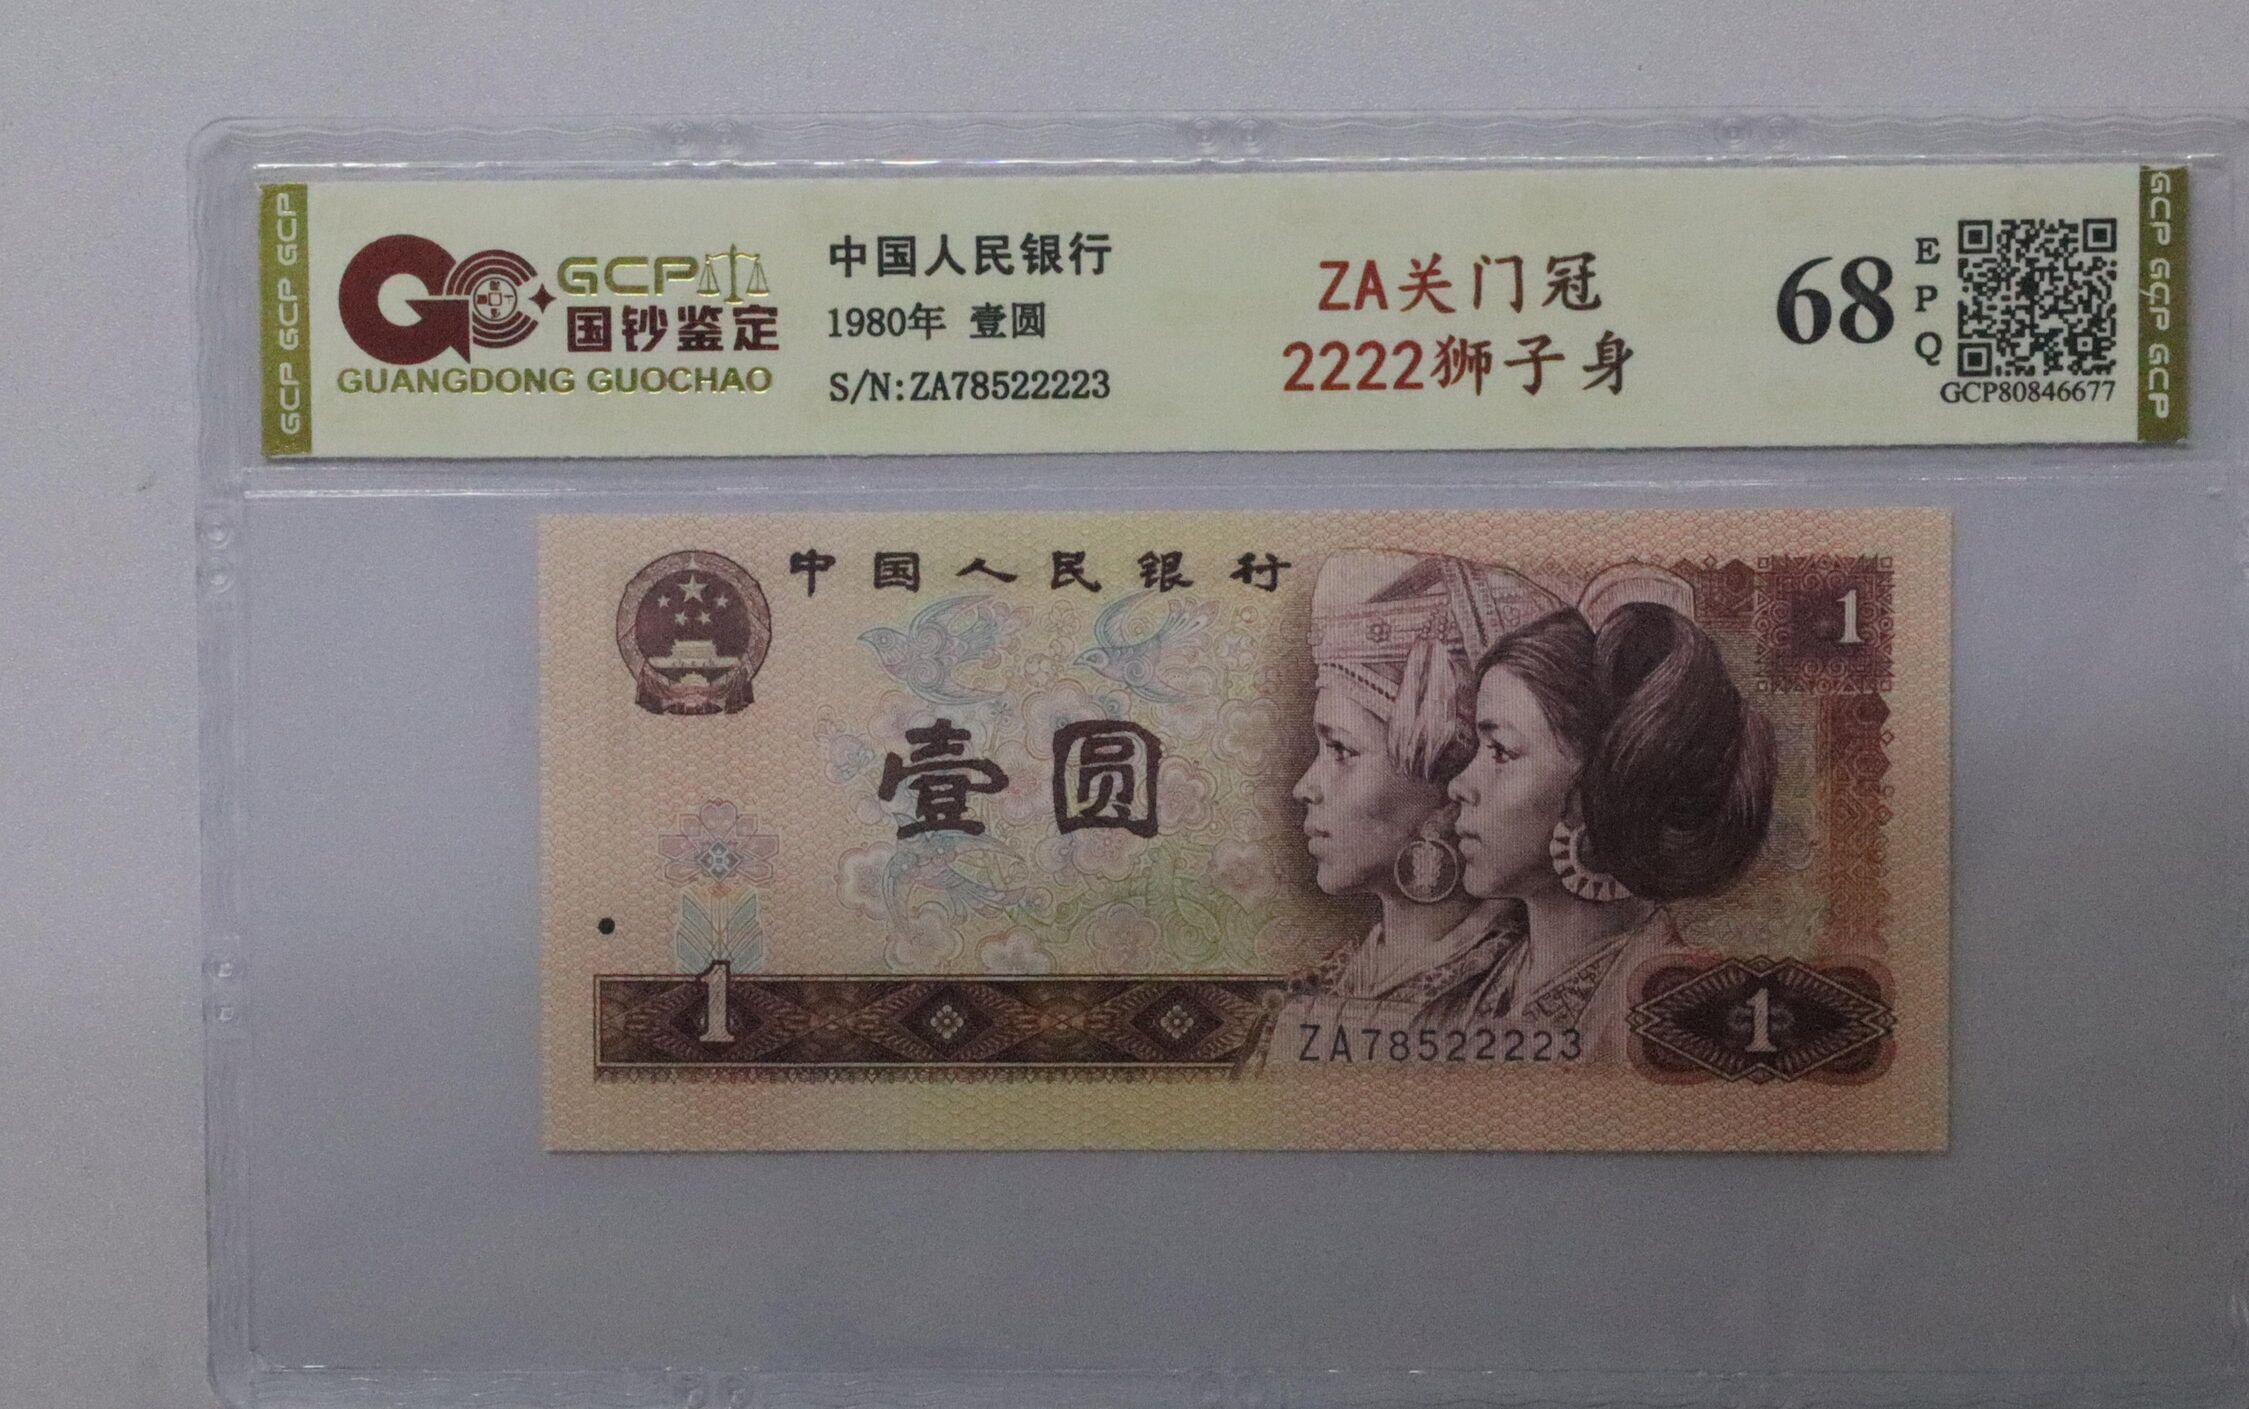 GCP GCP GCP
GCP
国钞鉴定
GUANGDONG GUOCHAO
中国人民银行
1980年 壹圆
S/N:ZA78522223
ZA关门冠
2222狮子身
68
EPQ
GCP80846677
GCP GCP GCP
中国人民银行
1
壹圆
1
ZA78522223
1